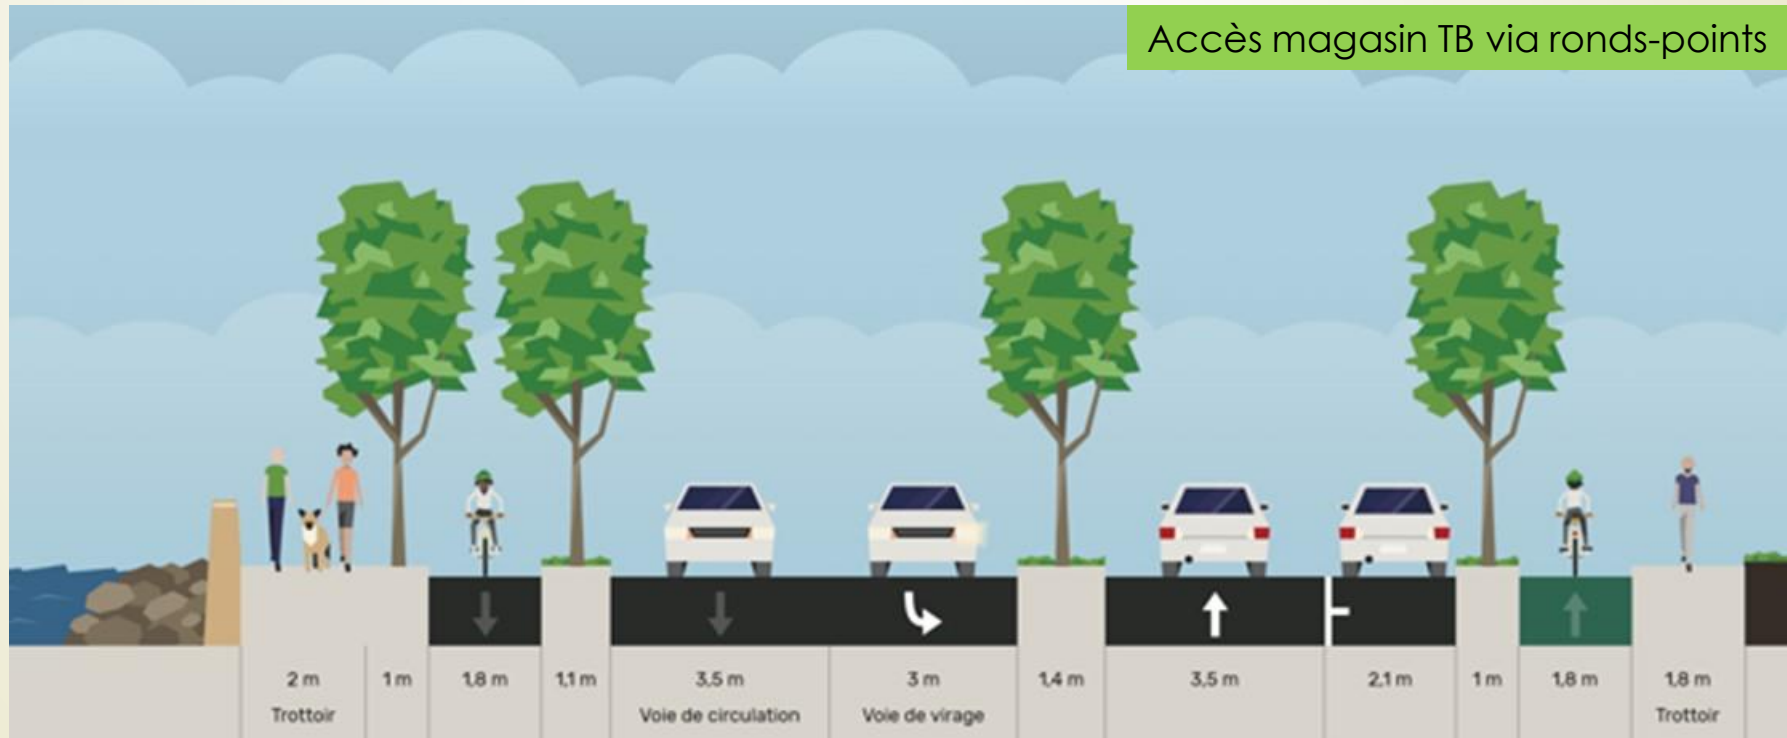 Accès magasin TB via ronds-points
2 m
1 m
1,8 m
1,1 m
3,5 m
3 m
1,4 m
3,5 m
2,1 m
1 m
1,8 m
1,8 m
Trottoir
Voie de circulation
Voie de virage
Trottoir